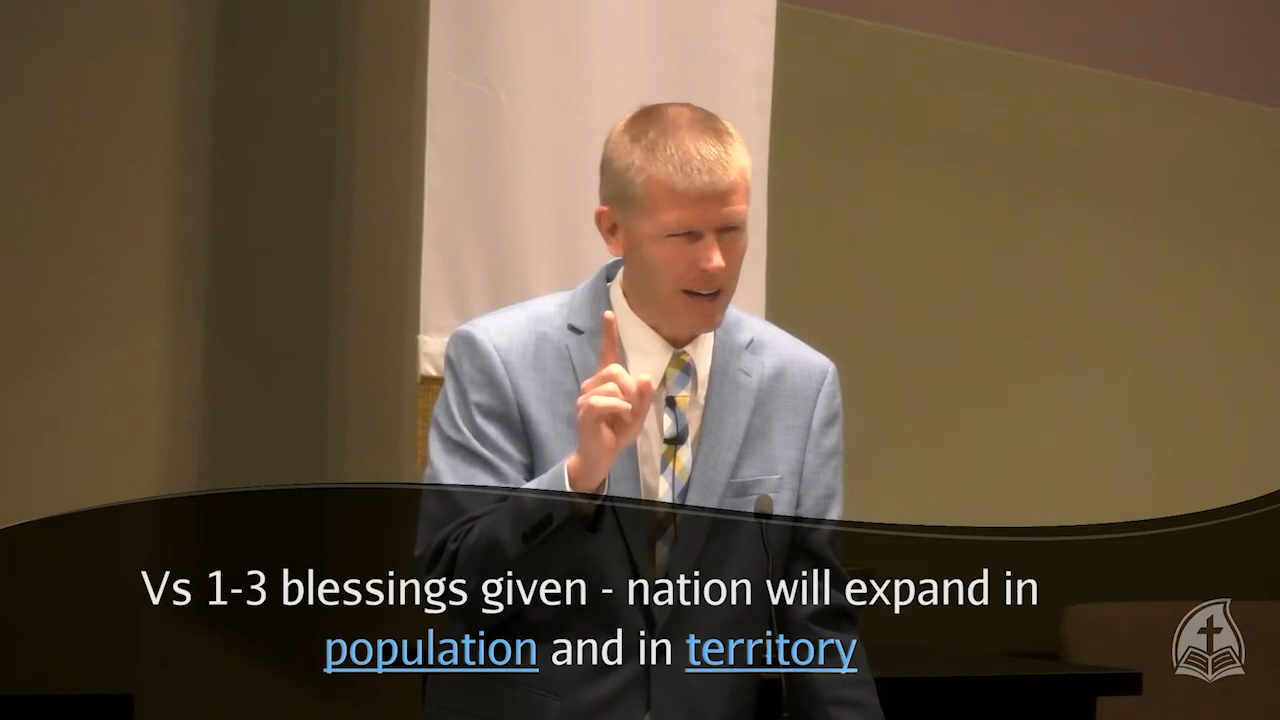 Vs 1-3 blessings given - nation will expand in
population and in territory